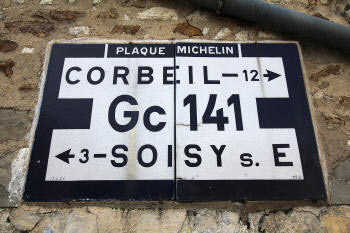 PLAQUE MICHELIN
CORBEIL-12→
Gc 141
←3-SOISY s. E